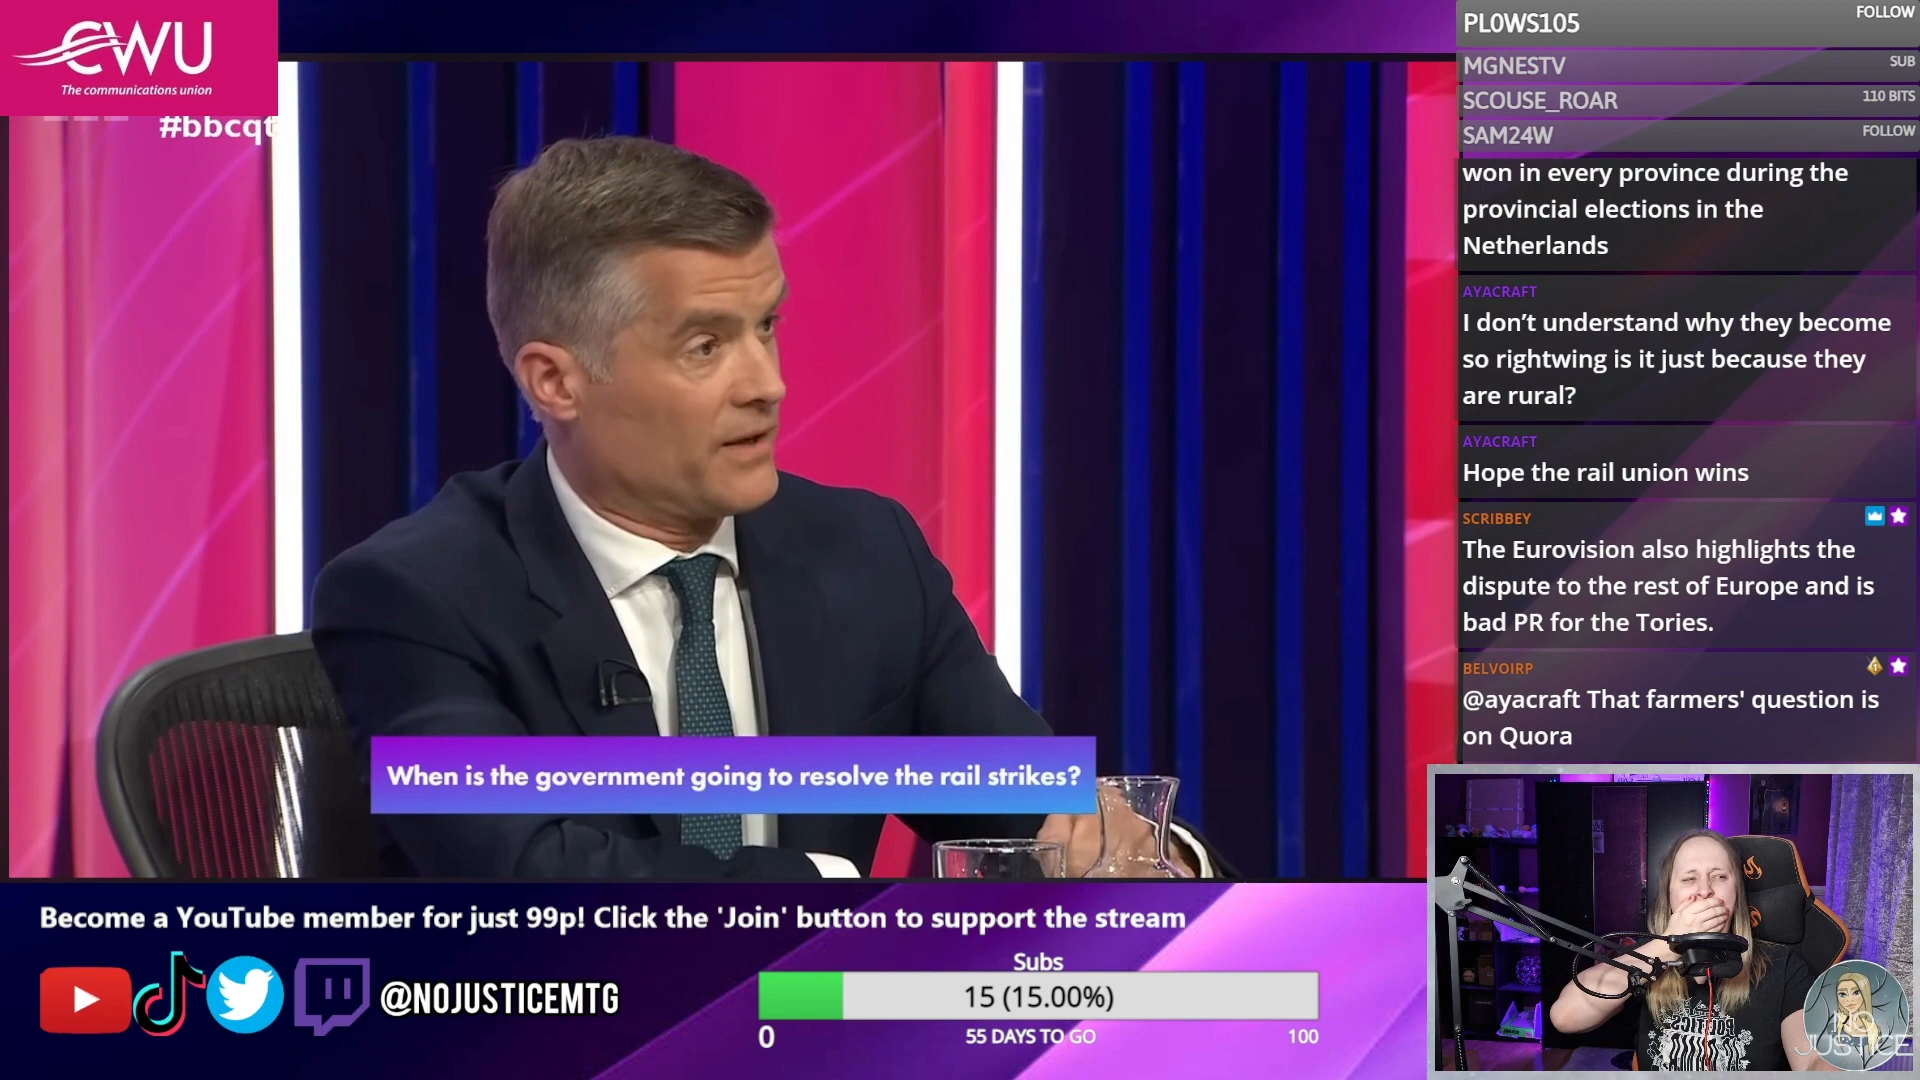 CWU
The communications union
#bbcqt
When is the government going to resolve the rail strikes?
PL0WS105 FOLLOW
MGNESTV SUB
SCOUSE_ROAR 110 BITS
SAM24W FOLLOW
won in every province during the
provincial elections in the
Netherlands
AYACRAFT
I don’t understand why they become
so rightwing is it just because they
are rural?
AYACRAFT
Hope the rail union wins
SCRIBBEY
The Eurovision also highlights the
dispute to the rest of Europe and is
bad PR for the Tories.
BELVOIRP
@ayacraft That farmers' question is
on Quora
Become a YouTube member for just 99p! Click the 'Join' button to support the stream
@NOJUSTICEMTG
Subs
15 (15.00%)
0 55 DAYS TO GO 100
POLITICS
NO
JUSTICE